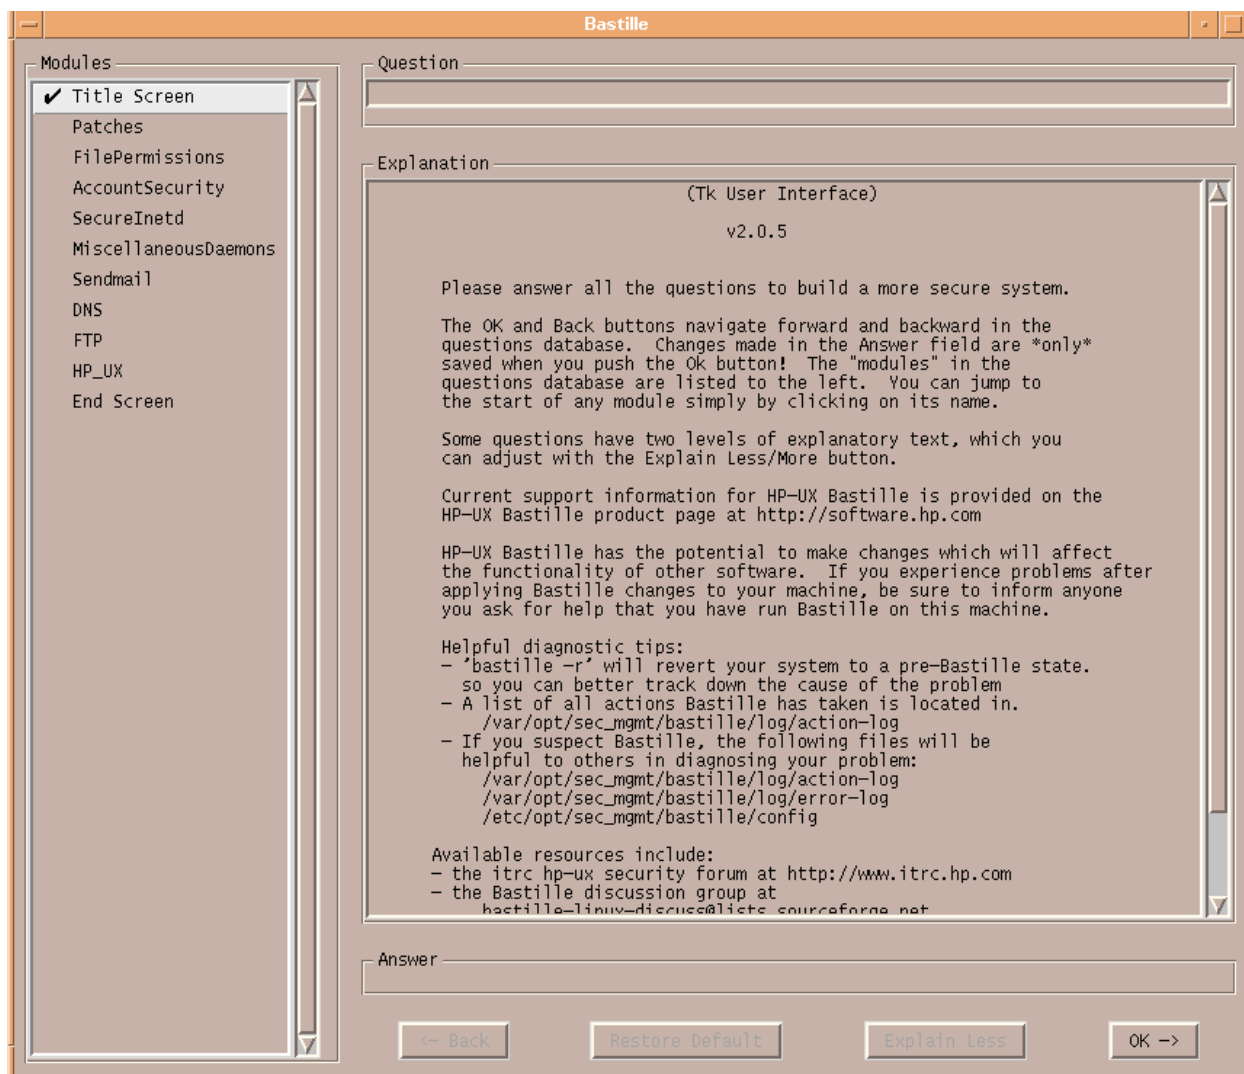 Bastille
Modules
✔ Title Screen
Patches
FilePermissions
AccountSecurity
SecureInetd
MiscellaneousDaemons
Sendmail
DNS
FTP
HP_UX
End Screen
Question
Explanation
(Tk User Interface)
v2.0.5
Please answer all the questions to build a more secure system.
The OK and Back buttons navigate forward and backward in the
questions database.  Changes made in the Answer field are *only*
saved when you push the Ok button!  The "modules" in the
questions database are listed to the left.  You can jump to
the start of any module simply by clicking on its name.
Some questions have two levels of explanatory text, which you
can adjust with the Explain Less/More button.
Current support information for HP-UX Bastille is provided on the
HP-UX Bastille product page at http://software.hp.com
HP-UX Bastille has the potential to make changes which will affect
the functionality of other software.  If you experience problems after
applying Bastille changes to your machine, be sure to inform anyone
you ask for help that you have run Bastille on this machine.
Helpful diagnostic tips:
- 'bastille -r' will revert your system to a pre-Bastille state.
so you can better track down the cause of the problem
- A list of all actions Bastille has taken is located in.
/var/opt/sec_mgmt/bastille/log/action-log
- If you suspect Bastille, the following files will be
helpful to others in diagnosing your problem:
/var/opt/sec_mgmt/bastille/log/action-log
/var/opt/sec_mgmt/bastille/log/error-log
/etc/opt/sec_mgmt/bastille/config
Available resources include:
- the itrc hp-ux security forum at http://www.itrc.hp.com
- the Bastille discussion group at
bastille-linux-discuss@lists.sourceforge.net
Answer
<- Back
Restore Default
Explain Less
OK ->